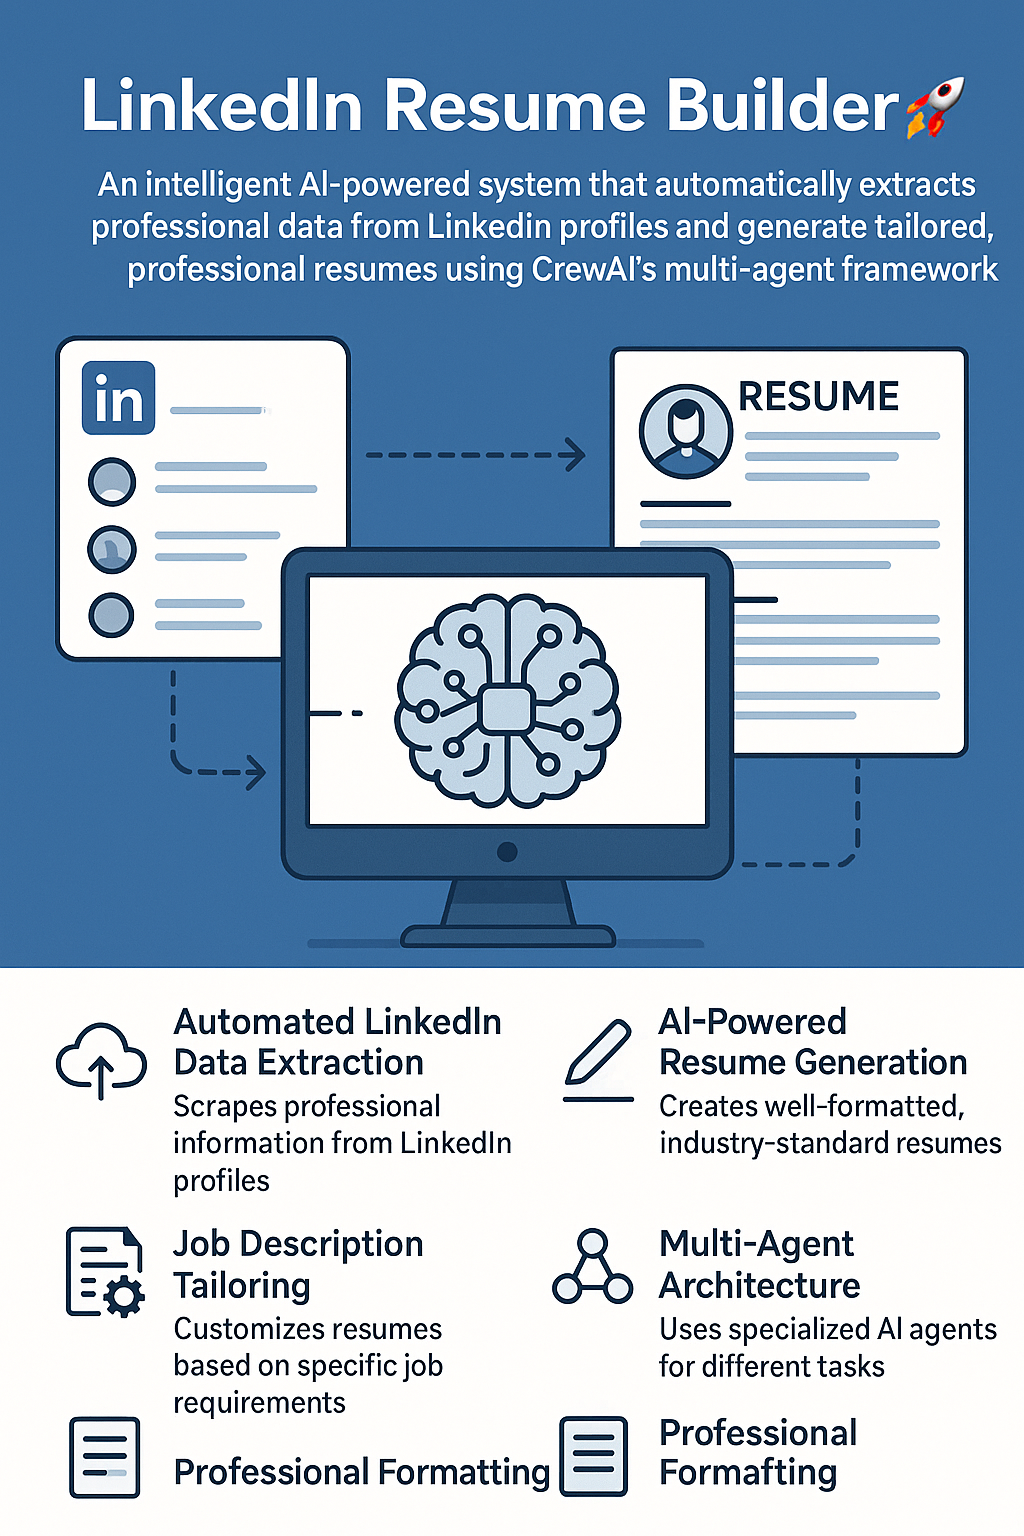 LinkedIn Resume Builder🚀
An intelligent AI-powered system that automatically extracts
professional data from Linkedin profiles and generate tailored,
professional resumes using CrewAI's multi-agent framework
in
RESUME
Automated LinkedIn
Data Extraction
Scrapes professional
information from LinkedIn
profiles
AI-Powered
Resume Generation
Creates well-formatted,
industry-standard resumes
Job Description
Tailoring
Customizes resumes
based on specific job
requirements
Multi-Agent
Architecture
Uses specialized AI agents
for different tasks
Professional Formatting
Professional
Formafting